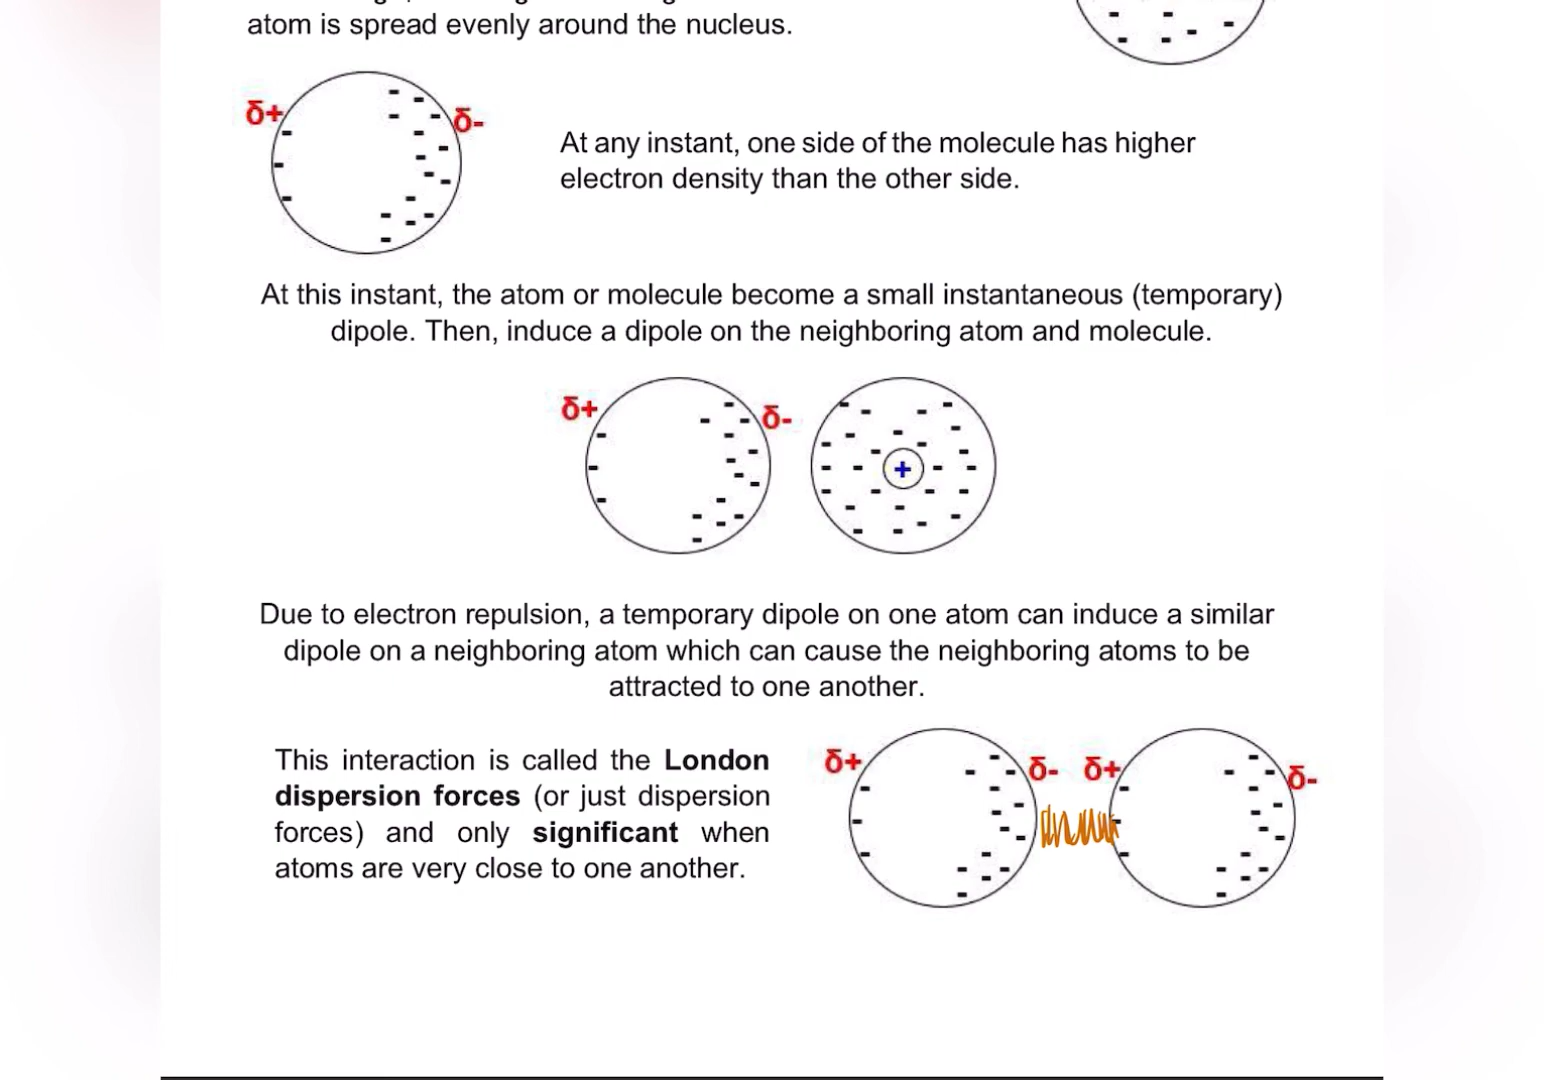 atom is spread evenly around the nucleus.
δ+
δ-
At any instant, one side of the molecule has higher
electron density than the other side.
At this instant, the atom or molecule become a small instantaneous (temporary)
dipole. Then, induce a dipole on the neighboring atom and molecule.
δ+
δ-
+
Due to electron repulsion, a temporary dipole on one atom can induce a similar
dipole on a neighboring atom which can cause the neighboring atoms to be
attracted to one another.
This interaction is called the London
dispersion forces (or just dispersion
forces) and only significant when
atoms are very close to one another.
δ+
δ- δ+
δ-